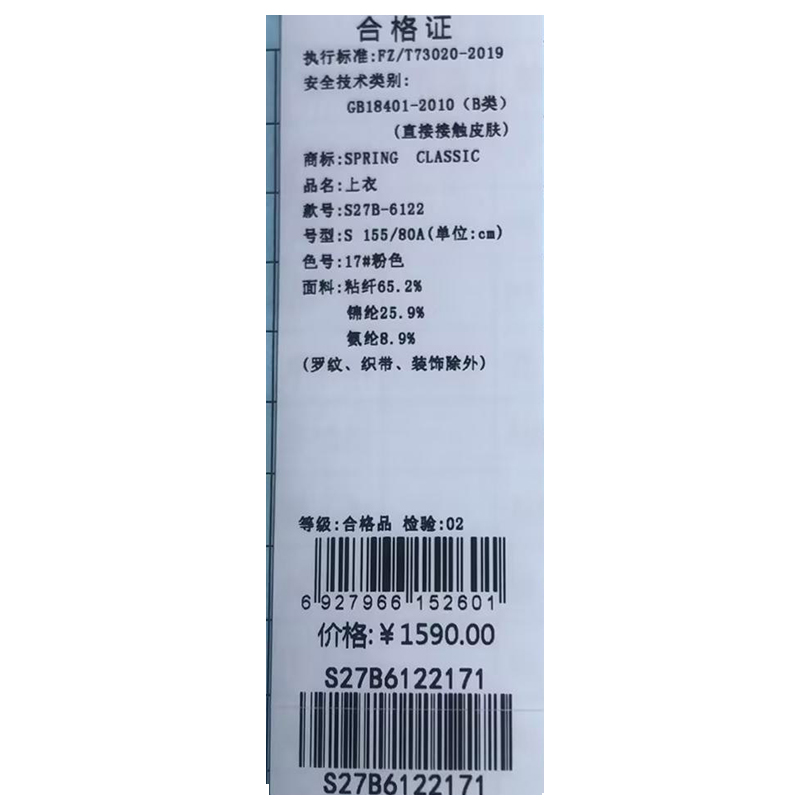 合格证
执行标准:FZ/T73020-2019
安全技术类别:
GB18401-2010（B类）
(直接接触皮肤)
商标:SPRING CLASSIC
品名:上衣
款号:S27B-6122
号型:S 155/80A(单位:cm)
色号:17#粉色
面料:粘纤65.2%
锦纶25.9%
氨纶8.9%
(罗纹、织带、装饰除外)
等级:合格品 检验:02
6 927966 152601
价格:￥1590.00
S27B6122171
S27B6122171